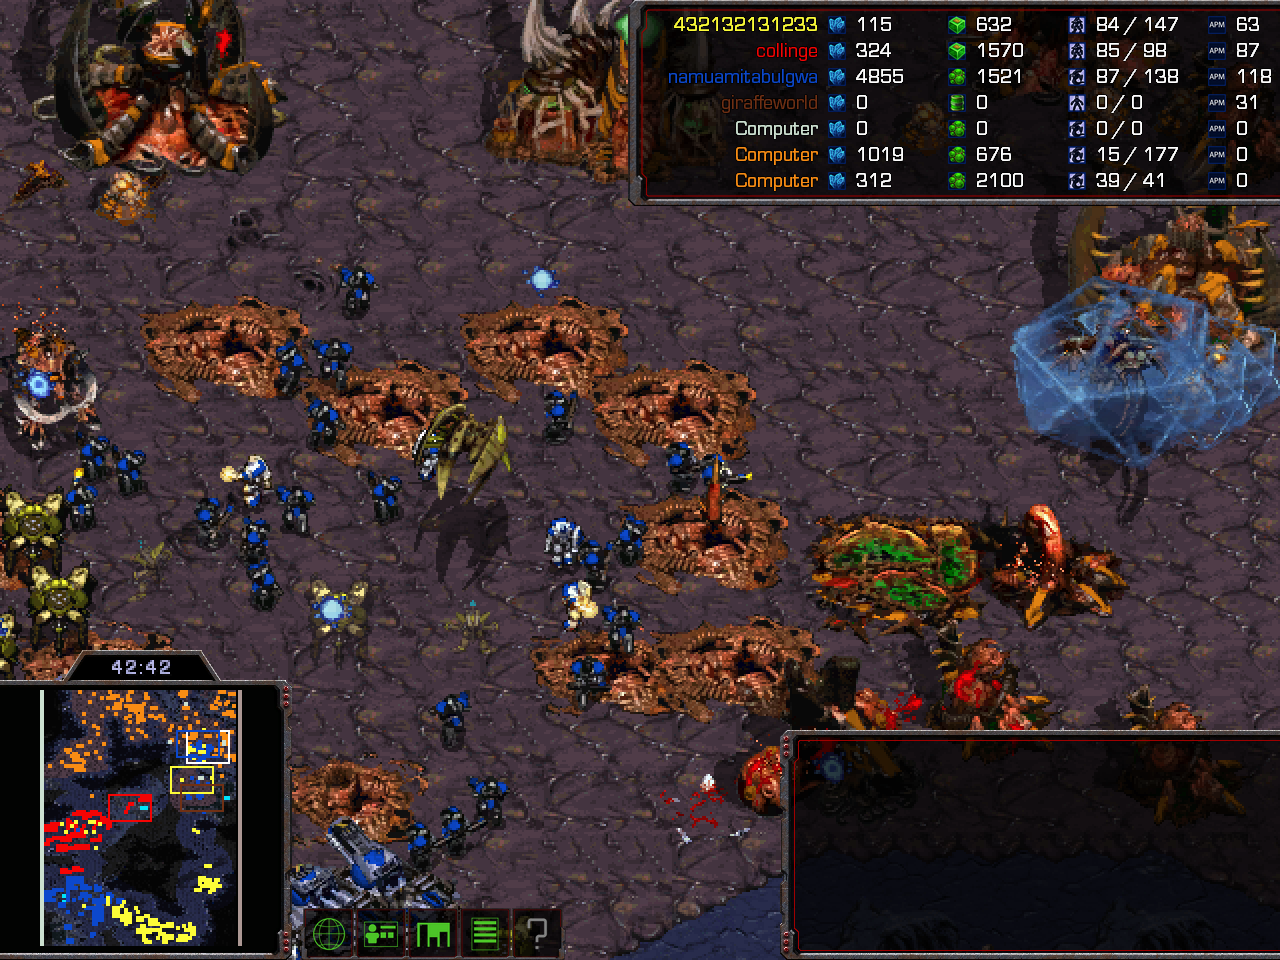 432132131233 115 632 84 / 147 APM 63
collinge 324 1570 85 / 98 APM 87
namuamitabulgwa 4855 1521 87 / 138 APM 118
giraffeworld 0 0 0 / 0 APM 31
Computer 0 0 0 / 0 APM 0
Computer 1019 676 15 / 177 APM 0
Computer 312 2100 39 / 41 APM 0
42:42
?